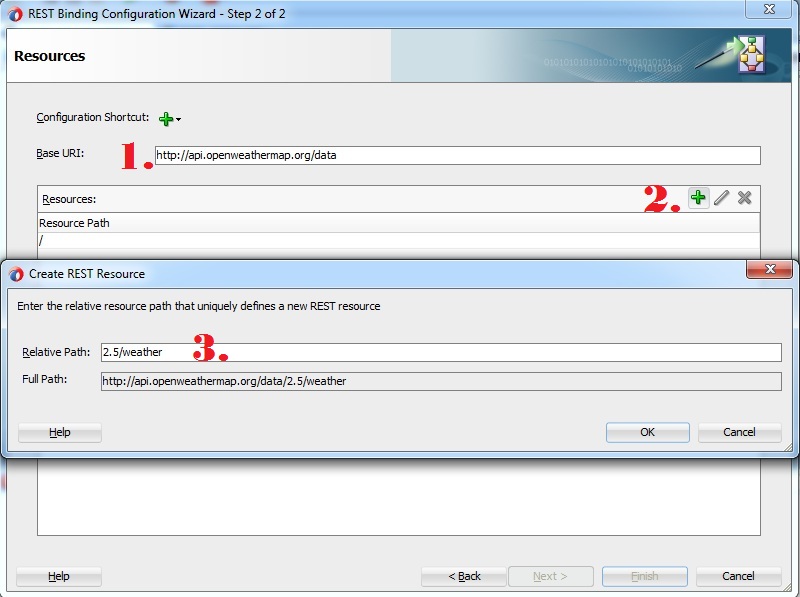 REST Binding Configuration Wizard - Step 2 of 2
Resources
010101010101010101010101
01010101010
Configuration Shortcut:
Base URI: 1. http://api.openweathermap.org/data
Resources: 2.
Resource Path
/
Create REST Resource
Enter the relative resource path that uniquely defines a new REST resource
Relative Path: 2.5/weather 3.
Full Path: http://api.openweathermap.org/data/2.5/weather
Help OK Cancel
Help < Back Next > Finish Cancel